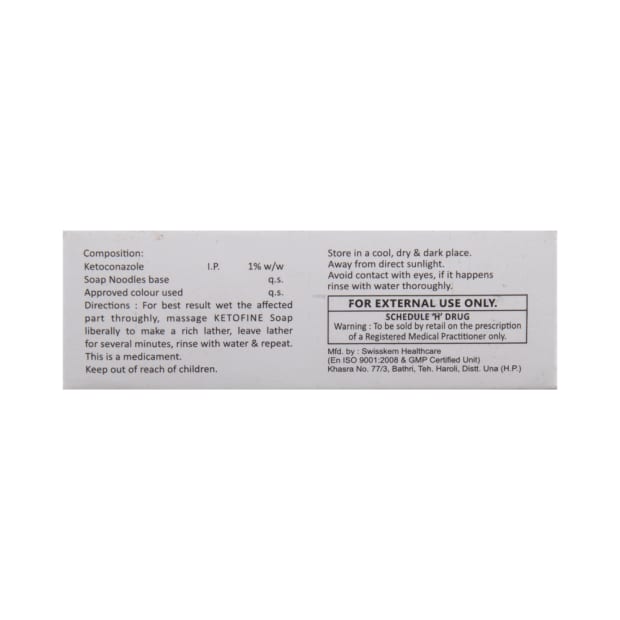 Composition:
Ketoconazole I.P. 1% w/w
Soap Noodles base q.s.
Approved colour used q.s.
Directions : For best result wet the affected
part throughly, massage KETOFINE Soap
liberally to make a rich lather, leave lather
for several minutes, rinse with water & repeat.
This is a medicament.
Keep out of reach of children.
Store in a cool, dry & dark place.
Away from direct sunlight.
Avoid contact with eyes, if it happens
rinse with water thoroughly.
FOR EXTERNAL USE ONLY.
SCHEDULE 'H' DRUG
Warning : To be sold by retail on the prescription
of a Registered Medical Practitioner only.
Mfd. by : Swisskem Healthcare
(En ISO 9001:2008 & GMP Certified Unit)
Khasra No. 77/3, Bathri, Teh. Haroli, Distt. Una (H.P.)